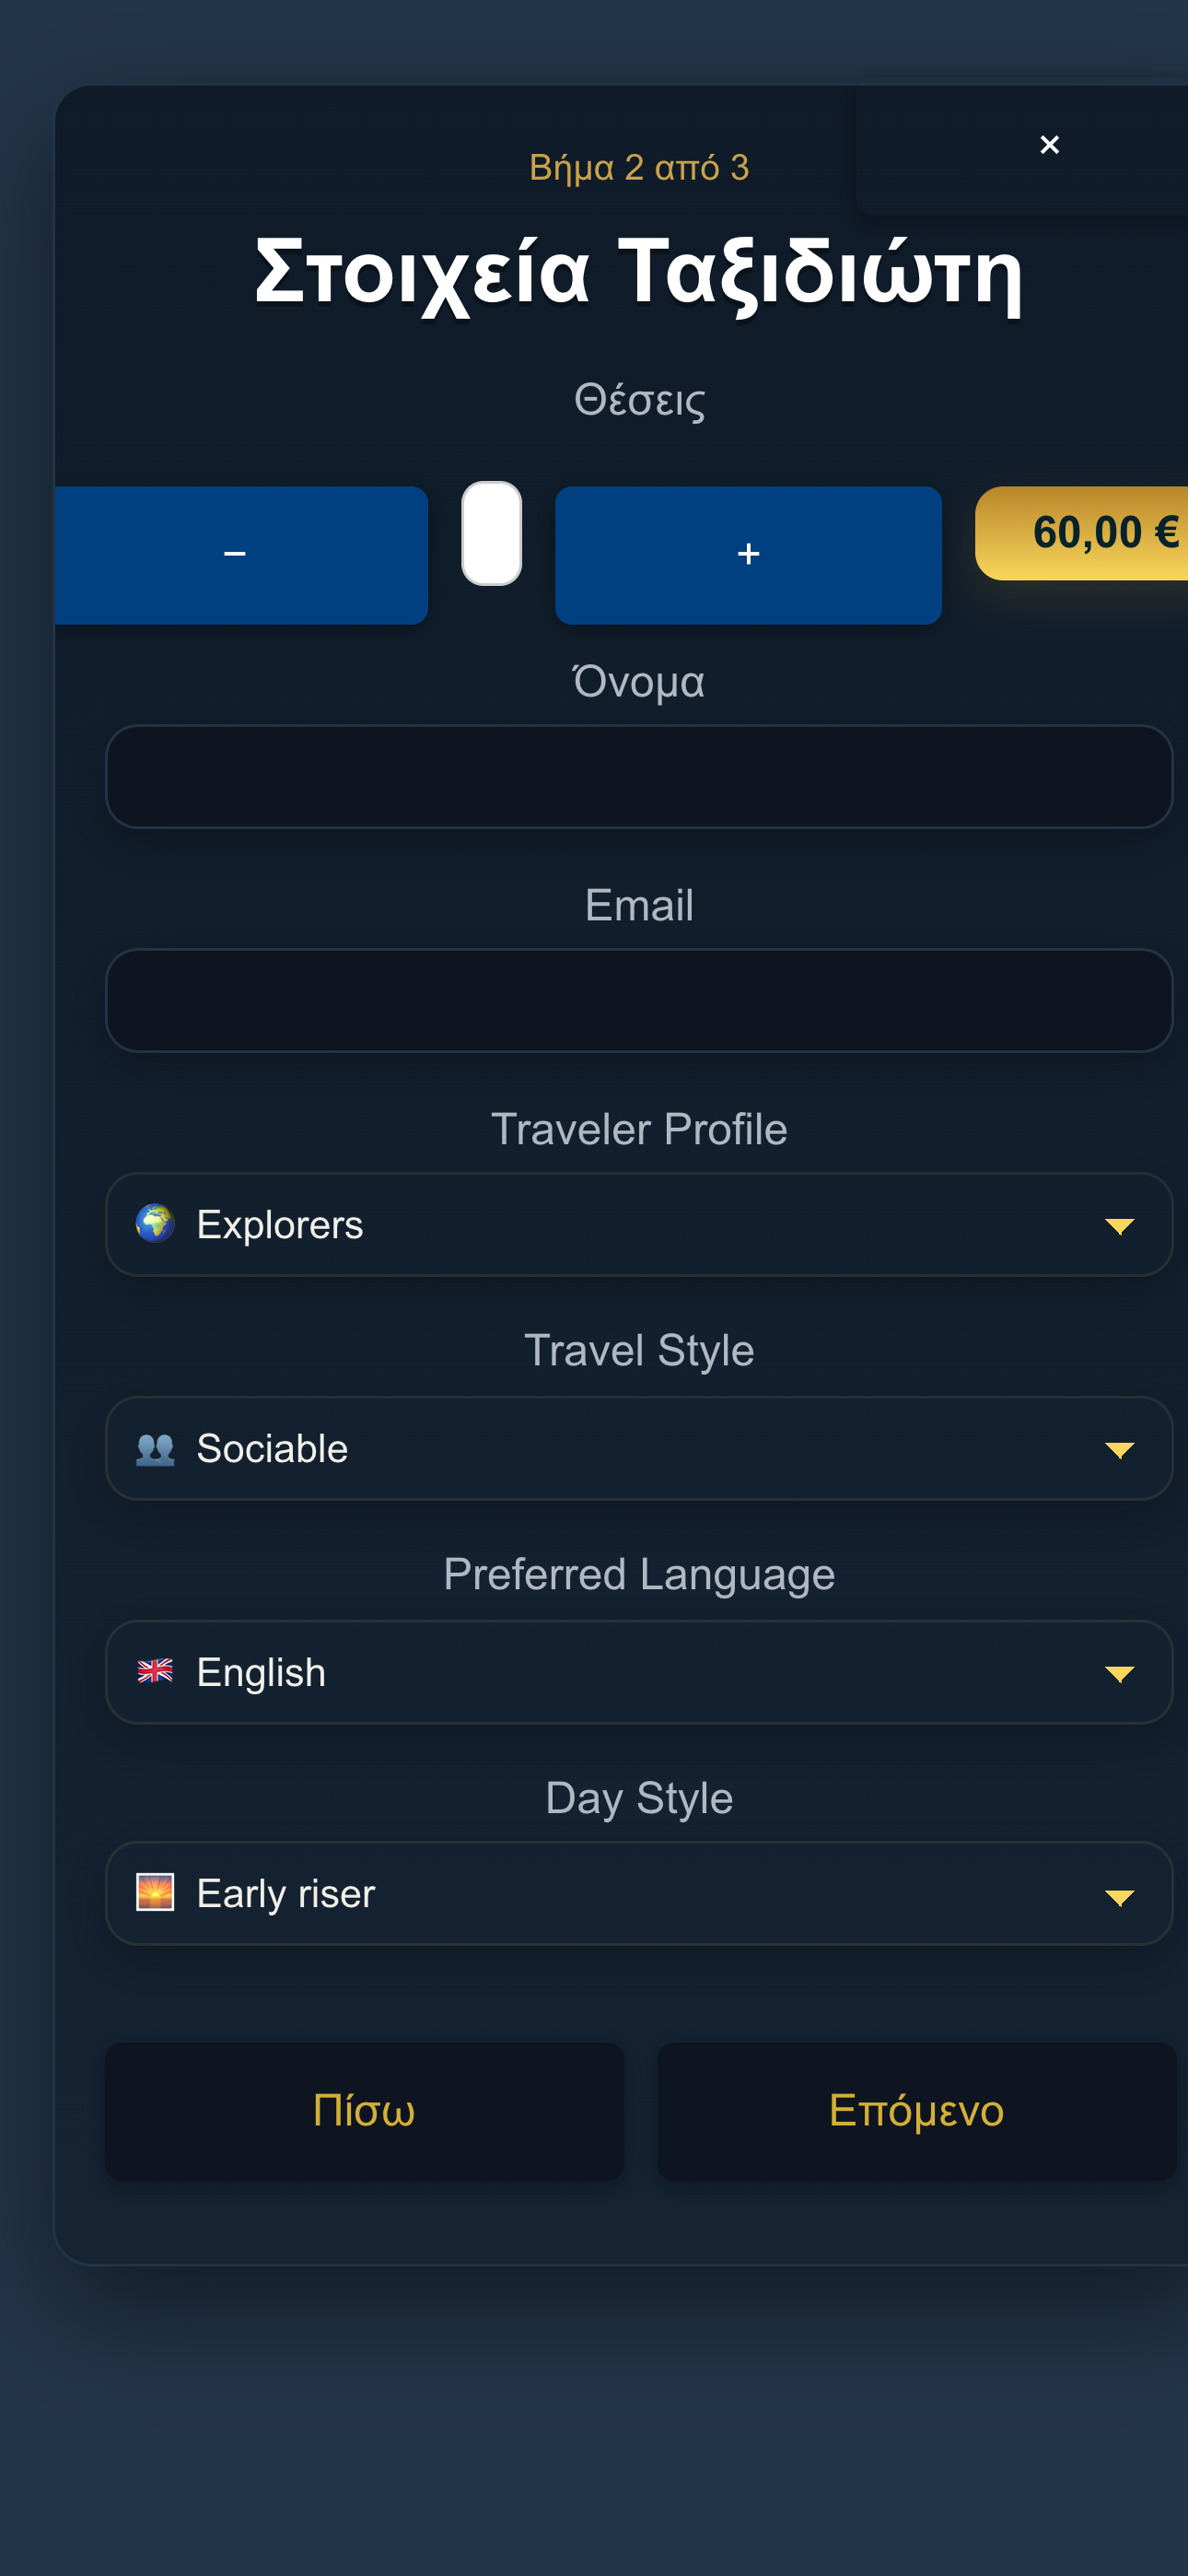 ×
Βήμα 2 από 3
Στοιχεία Ταξιδιώτη
Θέσεις
− + 60,00 €
Όνομα
Email
Traveler Profile
Explorers
Travel Style
Sociable
Preferred Language
English
Day Style
Early riser
Πίσω Επόμενο